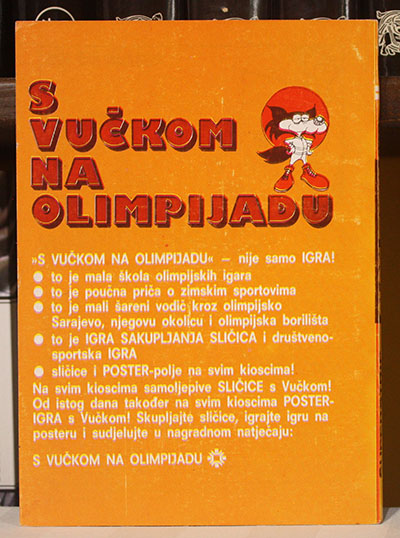 S
VUČKOM
NA
OLIMPIJADU
»S VUČKOM NA OLIMPIJADU« — nije samo IGRA!
● to je mala škola olimpijskih igara
● to je poučna priča o zimskim sportovima
● to je mali šareni vodič kroz olimpijsko
Sarajevo, njegovu okolicu i olimpijska borilišta
● to je IGRA SAKUPLJANJA SLIČICA i društveno-
sportska IGRA
● sličice i POSTER-polje na svim kioscima!
Na svim kioscima samoljepive SLIČICE s Vučkom!
Od istog dana također na svim kioscima POSTER-
IGRA s Vučkom! Skupljajte sličice, igrajte igru na
posteru i sudjelujte u nagradnom natječaju:
S VUČKOM NA OLIMPIJADU